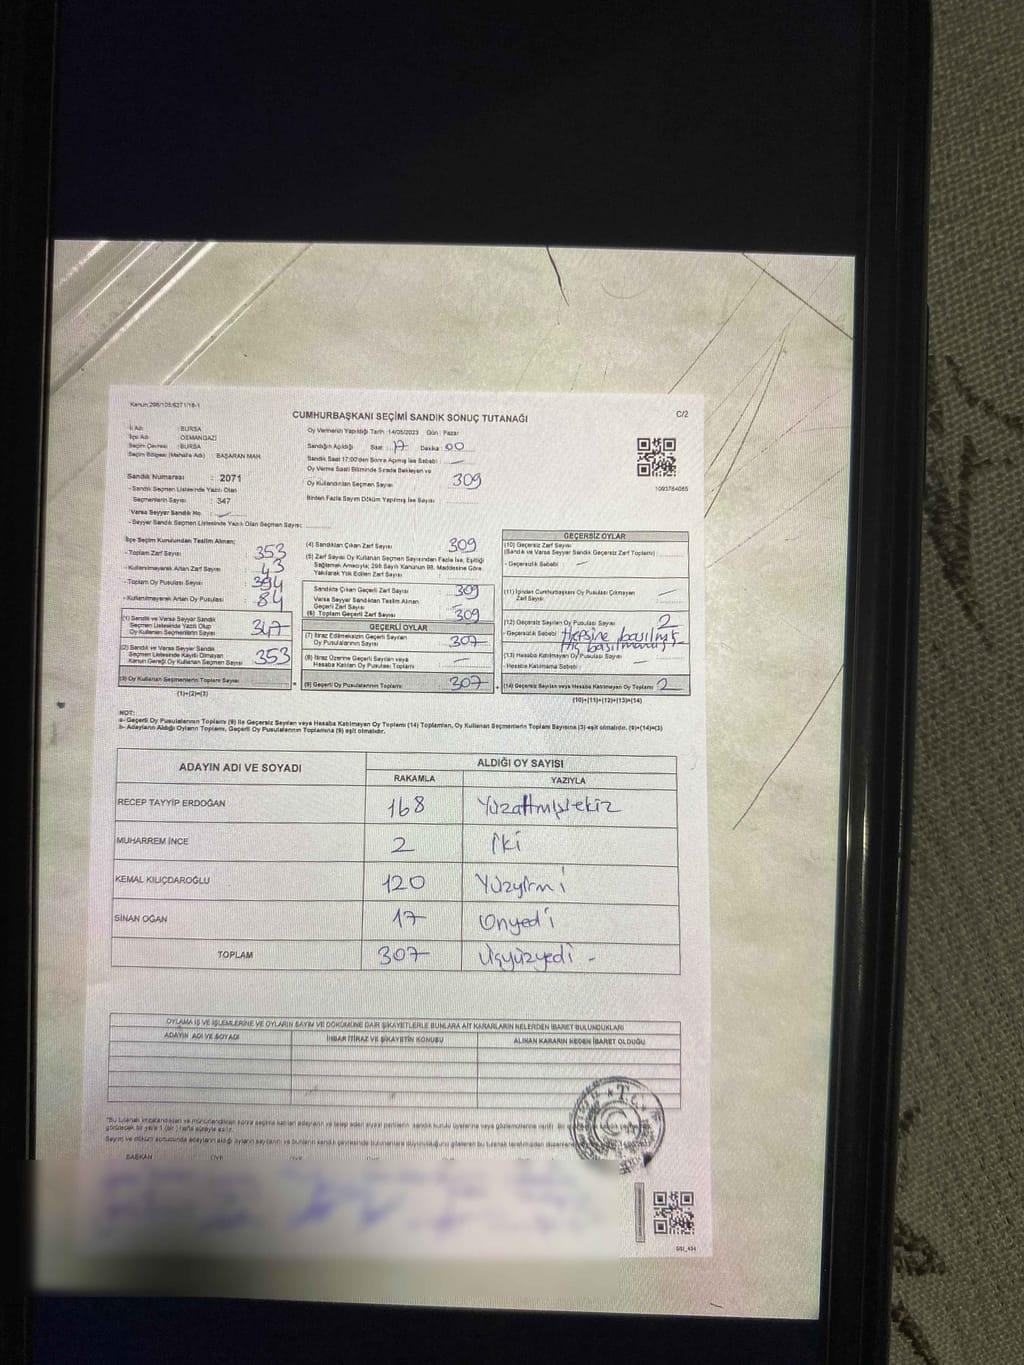 Kanun:298/105;6271/16-1
CUMHURBAŞKANI SEÇİMİ SANDIK SONUÇ TUTANAĞI
C/2
İl Adı : BURSA
İlçe Adı : OSMANGAZİ
Seçim Çevresi : BURSA
Seçim Bölgesi (Mahalle Adı) : BAŞARAN MAH.
Sandık Numarası : 2071
- Sandık Seçmen Listesinde Yazılı Olan
Seçmenlerin Sayısı : 347
Varsa Seyyar Sandık No
- Seyyar Sandık Seçmen Listesinde Yazılı Olan Seçmen Sayısı:
Oy Vermenin Yapıldığı Tarih :14/05/2023 Gün : Pazar
Sandığın Açıldığı Saat : 17 Dakika : 00
Sandık Saat 17:00'den Sonra Açılmış İse Sebebi :
Oy Verme Saati Bitiminde Sırada Bekleyen ve
Oy Kullandırılan Seçmen Sayısı 309
Birden Fazla Sayım Döküm Yapılmış İse Sayısı :
1093764085
İlçe Seçim Kurulundan Teslim Alınan;
- Toplam Zarf Sayısı 353
- Kullanılmayarak Artan Zarf Sayısı : 43
- Toplam Oy Pusulası Sayısı 394
- Kullanılmayarak Artan Oy Pusulası : 84
(1) Sandık ve Varsa Seyyar Sandık
Seçmen Listesinde Yazılı Olup
Oy Kullanan Seçmenlerin Sayısı 347
(2) Sandık ve Varsa Seyyar Sandık
Seçmen Listesinde Kayıtlı Olmayan
Kanun Gereği Oy Kullanan Seçmen Sayısı 353
(3) Oy Kullanan Seçmenlerin Toplam Sayısı
(1)+(2)=(3)
(4) Sandıktan Çıkan Zarf Sayısı 309
(5) Zarf Sayısı Oy Kullanan Seçmen Sayısından Fazla İse, Eşitliği
Sağlamak Amacıyla; 298 Sayılı Kanunun 98. Maddesine Göre
Yakılarak Yok Edilen Zarf Sayısı
Sandıkta Çıkan Geçerli Zarf Sayısı 309
Varsa Seyyar Sandıktan Teslim Alınan
Geçerli Zarf Sayısı
(6) Toplam Geçerli Zarf Sayısı 309
GEÇERLİ OYLAR
(7) İtiraz Edilmeksizin Geçerli Sayılan
Oy Pusulalarının Sayısı 307
(8) İtiraz Üzerine Geçerli Sayılan veya
Hesaba Katılan Oy Pusulası Toplamı
(9) Geçerli Oy Pusulalarının Toplamı 307
GEÇERSİZ OYLAR
(10) Geçersiz Zarf Sayısı
(Sandık ve Varsa Seyyar Sandık Geçersiz Zarf Toplamı) :
- Geçersizlik Sebebi
(11) İçinden Cumhurbaşkanı Oy Pusulası Çıkmayan
Zarf Sayısı
(12) Geçersiz Sayılan Oy Pusulası Sayısı 2
- Geçersizlik Sebebi : Hepsine basılmış
Hiç basılmamış
(13) Hesaba Katılmayan Oy Pusulası Sayısı
- Hesaba Katılmama Sebebi :
(14) Geçersiz Sayılan veya Hesaba Katılmayan Oy Toplamı 2
(10)+(11)+(12)+(13)=(14)
NOT:
a- Geçerli Oy Pusulalarının Toplamı (9) ile Geçersiz Sayılan veya Hesaba Katılmayan Oy Toplamı (14) Toplamları, Oy Kullanan Seçmenlerin Toplam Sayısına (3) eşit olmalıdır. (9)+(14)=(3)
b- Adayların Aldığı Oyların Toplamı, Geçerli Oy Pusulalarının Toplamına (9) eşit olmalıdır.
ADAYIN ADI VE SOYADI ALDIĞI OY SAYISI
RAKAMLA YAZIYLA
RECEP TAYYİP ERDOĞAN 168 Yüzaltmışsekiz
MUHARREM İNCE 2 İki
KEMAL KILIÇDAROĞLU 120 Yüzyirmi
SİNAN OĞAN 17 Onyedi
TOPLAM 307 Üçyüzyedi -
OYLAMA İŞ VE İŞLEMLERİNE VE OYLARIN SAYIM VE DÖKÜMÜNE DAİR ŞİKAYETLERLE BUNLARA AİT KARARLARIN NELERDEN İBARET BULUNDUKLARI
ADAYIN ADI VE SOYADI İHBAR İTİRAZ VE ŞİKAYETİN KONUSU ALINAN KARARIN NEDEN İBARET OLDUĞU
T.C.
BAŞKAN ÜYE ÜYE ÜYE